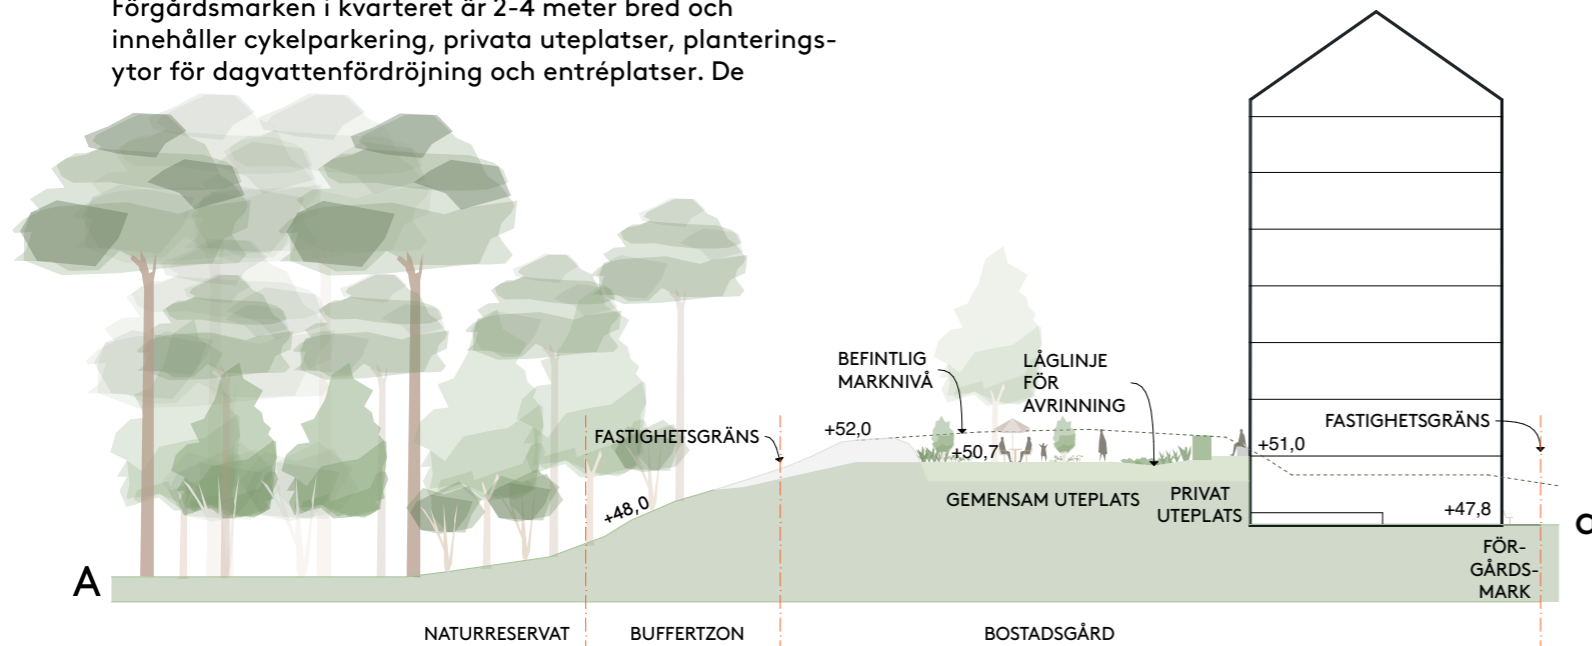 Förgårdsmarken i kvarteret är 2-4 meter bred och
innehåller cykelparkering, privata uteplatser, planterings-
ytor för dagvattenfördröjning och entréplatser. De
BEFINTLIG
MARKNIVÅ
LÅGLINJE
FÖR
AVRINNING
FASTIGHETSGRÄNS
FASTIGHETSGRÄNS
+52,0
+50,7
+51,0
+48,0
+47,8
GEMENSAM UTEPLATS
PRIVAT
UTEPLATS
FÖR-
GÅRDS-
MARK
A
NATURRESERVAT
BUFFERTZON
BOSTADSGÅRD